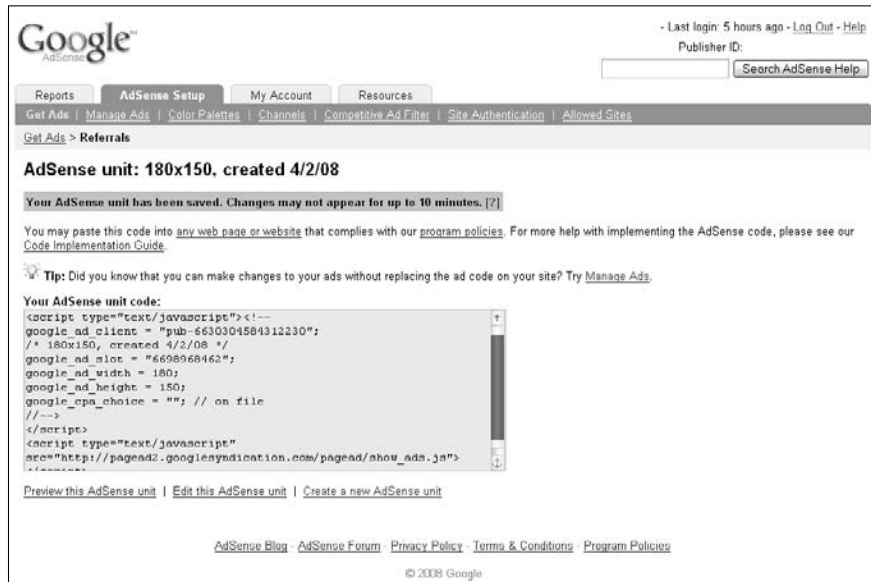 Google™
AdSense
- Last login: 5 hours ago - Log Out - Help
Publisher ID:
Search AdSense Help
Reports AdSense Setup My Account Resources
Get Ads | Manage Ads | Color Palettes | Channels | Competitive Ad Filter | Site Authentication | Allowed Sites
Get Ads > Referrals
AdSense unit: 180x150, created 4/2/08
Your AdSense unit has been saved. Changes may not appear for up to 10 minutes. [?]
You may paste this code into any web page or website that complies with our program policies. For more help with implementing the AdSense code, please see our
Code Implementation Guide.
Tip: Did you know that you can make changes to your ads without replacing the ad code on your site? Try Manage Ads.
Your AdSense unit code:
<script type="text/javascript"><!--
google_ad_client = "pub-6630304584312230";
/* 180x150, created 4/2/08 */
google_ad_slot = "6698968462";
google_ad_width = 180;
google_ad_height = 150;
google_cpa_choice = ""; // on file
//-->
</script>
<script type="text/javascript"
src="http://pagead2.googlesyndication.com/pagead/show_ads.js">
</script>
Preview this AdSense unit | Edit this AdSense unit | Create a new AdSense unit
AdSense Blog - AdSense Forum - Privacy Policy - Terms & Conditions - Program Policies
© 2008 Google